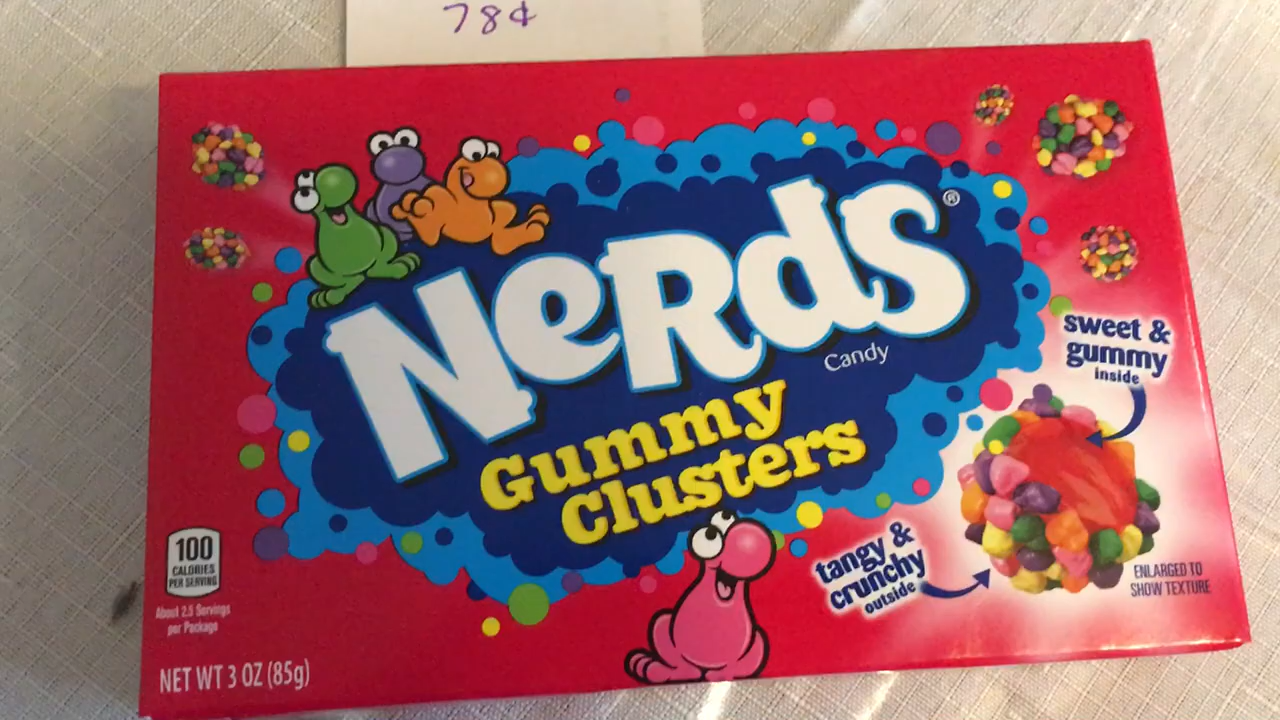 78¢
NeRdS®
Candy
Gummy
Clusters
sweet &
gummy
inside
tangy &
crunchy
outside
ENLARGED TO
SHOW TEXTURE
100
CALORIES
PER SERVING
About 2.5 Servings
per Package
NET WT 3 OZ (85g)